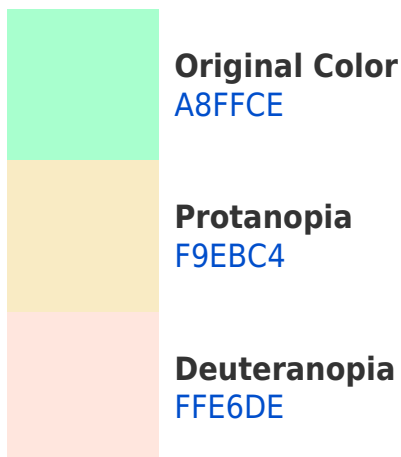 Original Color
A8FFCE
Protanopia
F9EBC4
Deuteranopia
FFE6DE